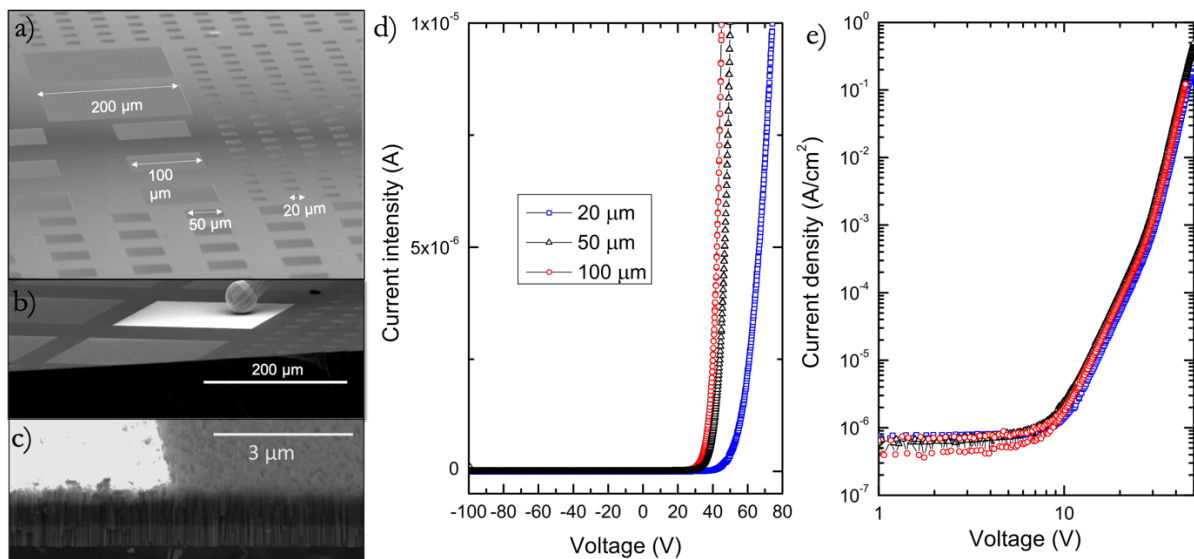 a)
200 μm
100
μm
50 μm
20 μm
b)
200 μm
c)
3 μm
d)
Current intensity (A)
1x10⁻⁵
5x10⁻⁶
0
20 μm
50 μm
100 μm
-100 -80 -60 -40 -20 0 20 40 60 80
Voltage (V)
e)
Current density (A/cm²)
10⁰
10⁻¹
10⁻²
10⁻³
10⁻⁴
10⁻⁵
10⁻⁶
10⁻⁷
1 10
Voltage (V)